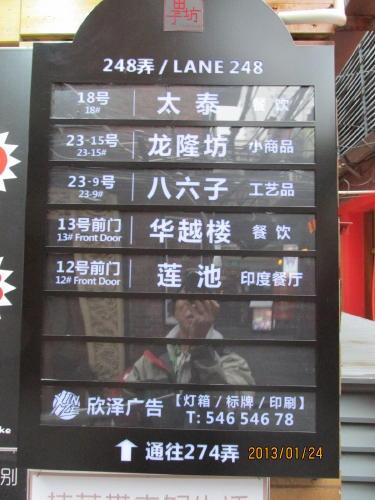 田子坊
248弄 / LANE 248
18号 太泰 餐饮
18#
23-15号 龙隆坊 小商品
23-15#
23-9号 八六子 工艺品
23-9#
13号前门 华越楼 餐饮
13# Front Door
12号前门 莲池 印度餐厅
12# Front Door
欣泽广告 【灯箱 / 标牌 / 印刷】
T: 546 546 78
通往274弄
2013/01/24
ke
别